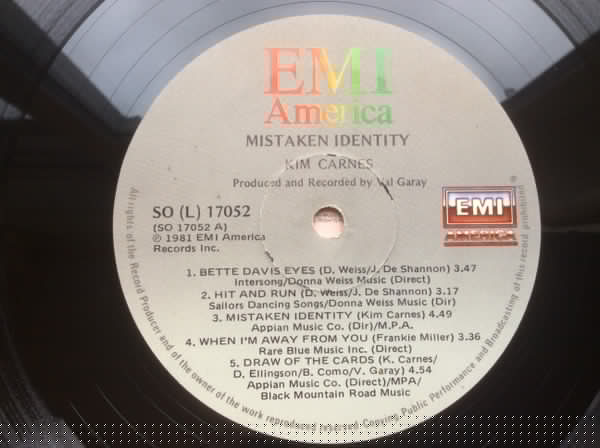 EMI
America
MISTAKEN IDENTITY
KIM CARNES
Produced and Recorded by Val Garay
SO (L) 17052
(SO 17052 A)
℗ 1981 EMI America
Records Inc.
EMI
AMERICA
1. BETTE DAVIS EYES (D. Weiss/J. De Shannon) 3.47
Intersong/Donna Weiss Music (Direct)
2. HIT AND RUN (D. Weiss/J. De Shannon) 3.17
Sailors Dancing Songs/Donna Weiss Music (Dir)
3. MISTAKEN IDENTITY (Kim Carnes) 4.49
Appian Music Co. (Dir)/M.P.A.
4. WHEN I'M AWAY FROM YOU (Frankie Miller) 3.36
Rare Blue Music Inc. (Direct)
5. DRAW OF THE CARDS (K. Carnes/
D. Ellingson/B. Como/V. Garay) 4.54
Appian Music Co. (Direct)/MPA/
Black Mountain Road Music
All rights of the Record Producer and of the owner of the work reproduced reserved. Copying, Public Performance and Broadcasting of this record prohibited